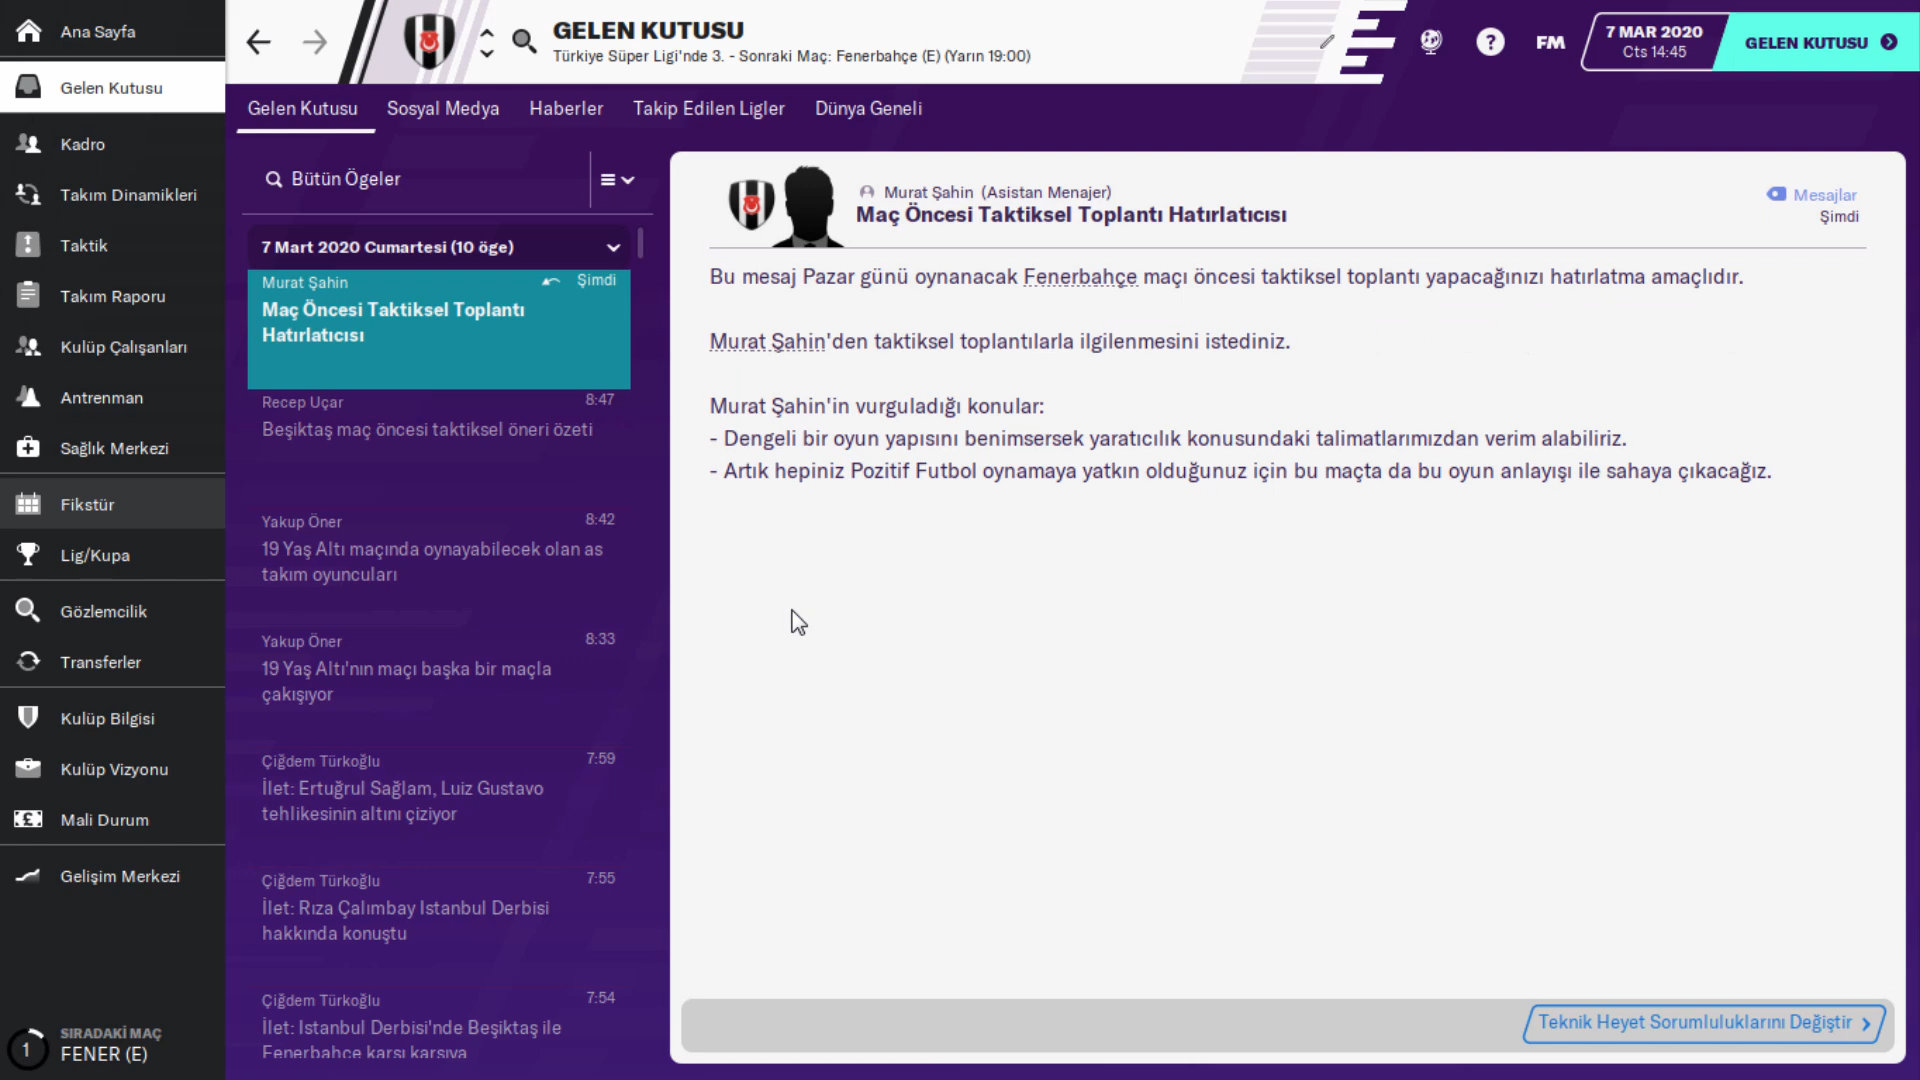 Ana Sayfa
Gelen Kutusu
Kadro
Takım Dinamikleri
Taktik
Takım Raporu
Kulüp Çalışanları
Antrenman
Sağlık Merkezi
Fikstür
Lig/Kupa
Gözlemcilik
Transferler
Kulüp Bilgisi
Kulüp Vizyonu
Mali Durum
Gelişim Merkezi
1
SIRADAKİ MAÇ
FENER (E)
GELEN KUTUSU
Türkiye Süper Ligi'nde 3. - Sonraki Maç: Fenerbahçe (E) (Yarın 19:00)
?
FM
7 MAR 2020
Cts 14:45
GELEN KUTUSU
Gelen Kutusu
Sosyal Medya
Haberler
Takip Edilen Ligler
Dünya Geneli
Bütün Ögeler
7 Mart 2020 Cumartesi (10 öge)
Murat Şahin
Şimdi
Maç Öncesi Taktiksel Toplantı
Hatırlatıcısı
Recep Uçar
8:47
Beşiktaş maç öncesi taktiksel öneri özeti
Yakup Öner
8:42
19 Yaş Altı maçında oynayabilecek olan as
takım oyuncuları
Yakup Öner
8:33
19 Yaş Altı'nın maçı başka bir maçla
çakışıyor
Çiğdem Türkoğlu
7:59
İlet: Ertuğrul Sağlam, Luiz Gustavo
tehlikesinin altını çiziyor
Çiğdem Türkoğlu
7:55
İlet: Rıza Çalımbay Istanbul Derbisi
hakkında konuştu
Çiğdem Türkoğlu
7:54
İlet: Istanbul Derbisi'nde Beşiktaş ile
Fenerbahçe karşı karşıya
Murat Şahin (Asistan Menajer)
Maç Öncesi Taktiksel Toplantı Hatırlatıcısı
Mesajlar
Şimdi
Bu mesaj Pazar günü oynanacak Fenerbahçe maçı öncesi taktiksel toplantı yapacağınızı hatırlatma amaçlıdır.
Murat Şahin'den taktiksel toplantılarla ilgilenmesini istediniz.
Murat Şahin'in vurguladığı konular:
- Dengeli bir oyun yapısını benimsersek yaratıcılık konusundaki talimatlarımızdan verim alabiliriz.
- Artık hepiniz Pozitif Futbol oynamaya yatkın olduğunuz için bu maçta da bu oyun anlayışı ile sahaya çıkacağız.
Teknik Heyet Sorumluluklarını Değiştir